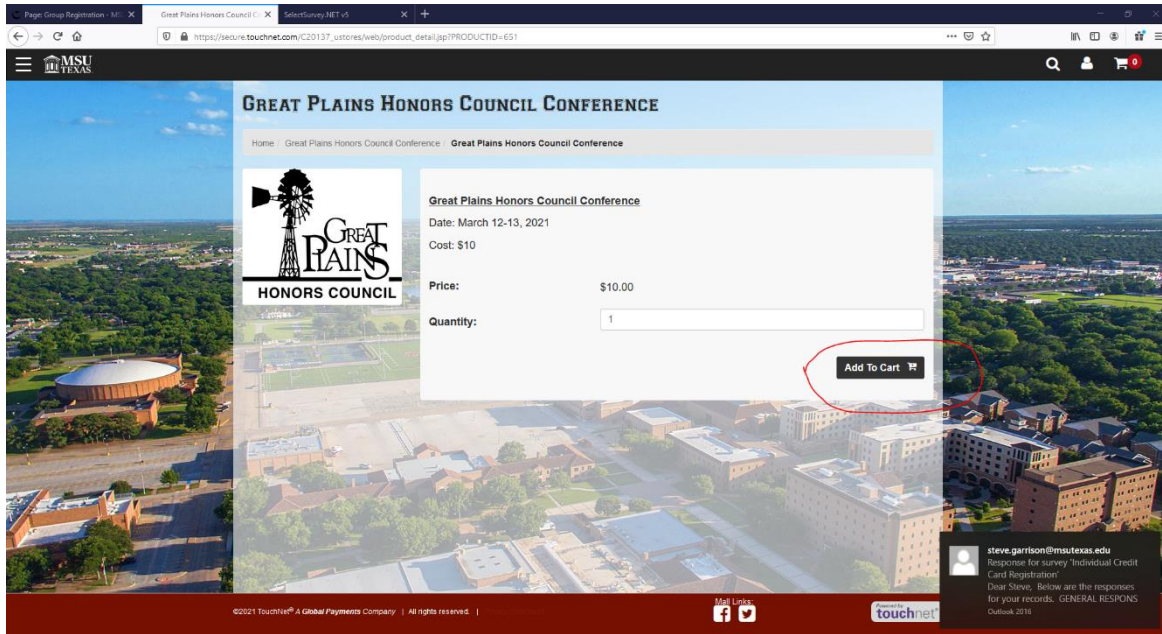 Page: Group Registration - MS
Great Plains Honors Council C
SelectSurvey.NET v5
https://secure.touchnet.com/C20137_ustores/web/product_detail.jsp?PRODUCTID=651
MSU
TEXAS
0
GREAT PLAINS HONORS COUNCIL CONFERENCE
Home / Great Plains Honors Council Conference / Great Plains Honors Council Conference
GREAT
PLAINS
HONORS COUNCIL
Great Plains Honors Council Conference
Date: March 12-13, 2021
Cost: $10
Price: $10.00
Quantity: 1
Add To Cart
steve.garrison@msutexas.edu
Response for survey 'Individual Credit
Card Registration'
Dear Steve, Below are the responses
for your records. GENERAL RESPONS
Outlook 2016
©2021 TouchNet® A Global Payments Company | All rights reserved. |
Mall Links:
Powered by
touchnet